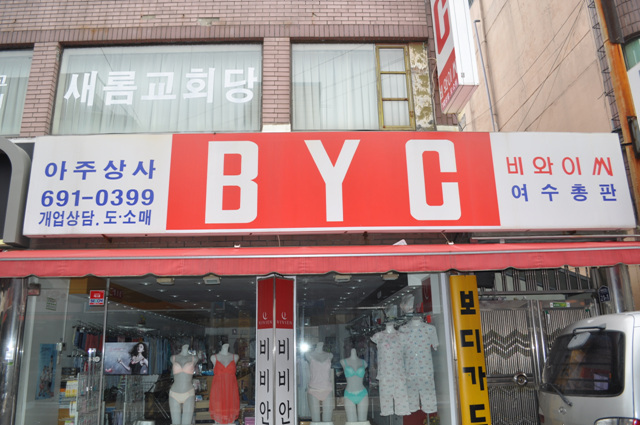 새롬교회당
아주상사
691-0399
개업상담, 도·소매
BYC
비와이씨
여수총판
비비안
비비안
보디가드